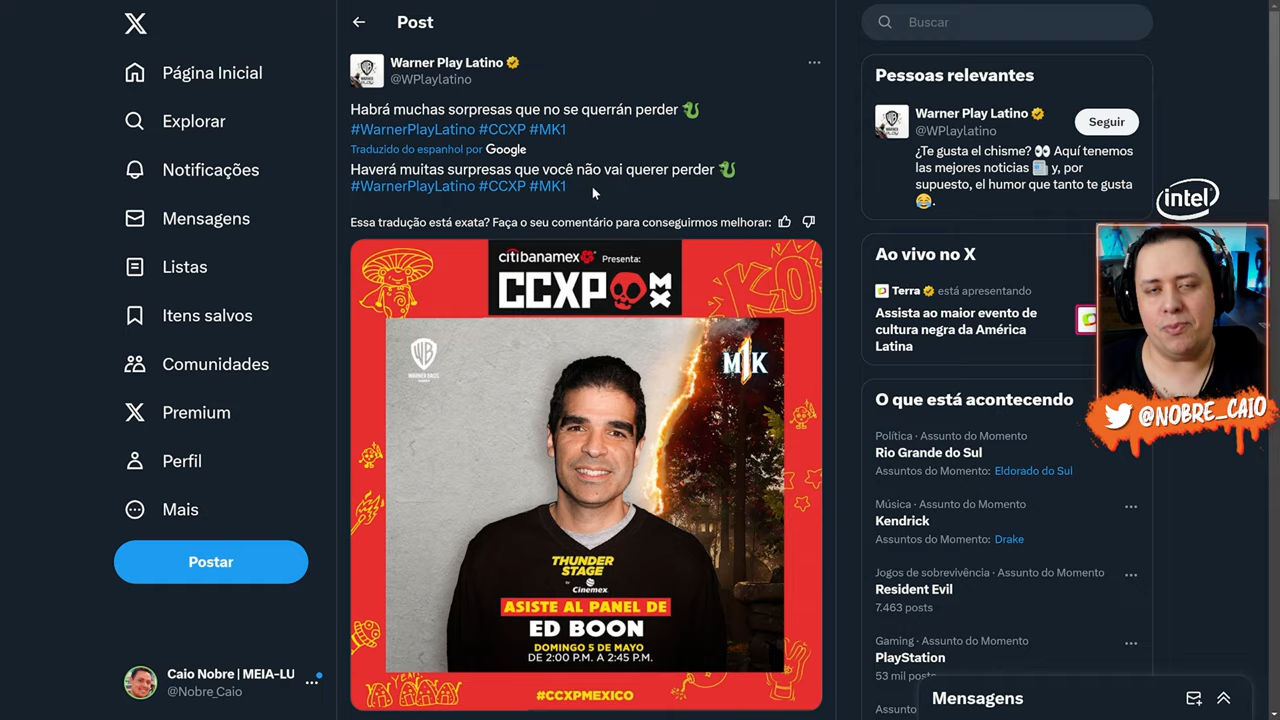 Página Inicial
Explorar
Notificações
Mensagens
Listas
Itens salvos
Comunidades
Premium
Perfil
Mais
Postar
Caio Nobre | MEIA-LU
@Nobre_Caio
Post
Warner Play Latino
@WPlaylatino
Habrá muchas sorpresas que no se querrán perder
#WarnerPlayLatino #CCXP #MK1
Traduzido do espanhol por Google
Haverá muitas surpresas que você não vai querer perder
#WarnerPlayLatino #CCXP #MK1
Essa tradução está exata? Faça o seu comentário para conseguirmos melhorar:
citibanamex Presenta:
CCXP MX
KO
WB
WARNER BROS.
GAMES
MK1
THUNDER
STAGE
by
Cinemex
ASISTE AL PANEL DE
ED BOON
DOMINGO 5 DE MAYO
DE 2:00 P.M. A 2:45 P.M.
YEAH
#CCXPMEXICO
Buscar
Pessoas relevantes
Warner Play Latino
@WPlaylatino
Seguir
¿Te gusta el chisme? Aquí tenemos
las mejores noticias y, por
supuesto, el humor que tanto te gusta
.
Ao vivo no X
Terra está apresentando
Assista ao maior evento de
cultura negra da América
Latina
O que está acontecendo
Política · Assunto do Momento
Rio Grande do Sul
Assuntos do Momento: Eldorado do Sul
Música · Assunto do Momento
Kendrick
Assuntos do Momento: Drake
Jogos de sobrevivência · Assunto do Momento
Resident Evil
7.463 posts
Gaming · Assunto do Momento
PlayStation
53 mil posts
Assunto
Mensagens
intel
@NOBRE_CAIO